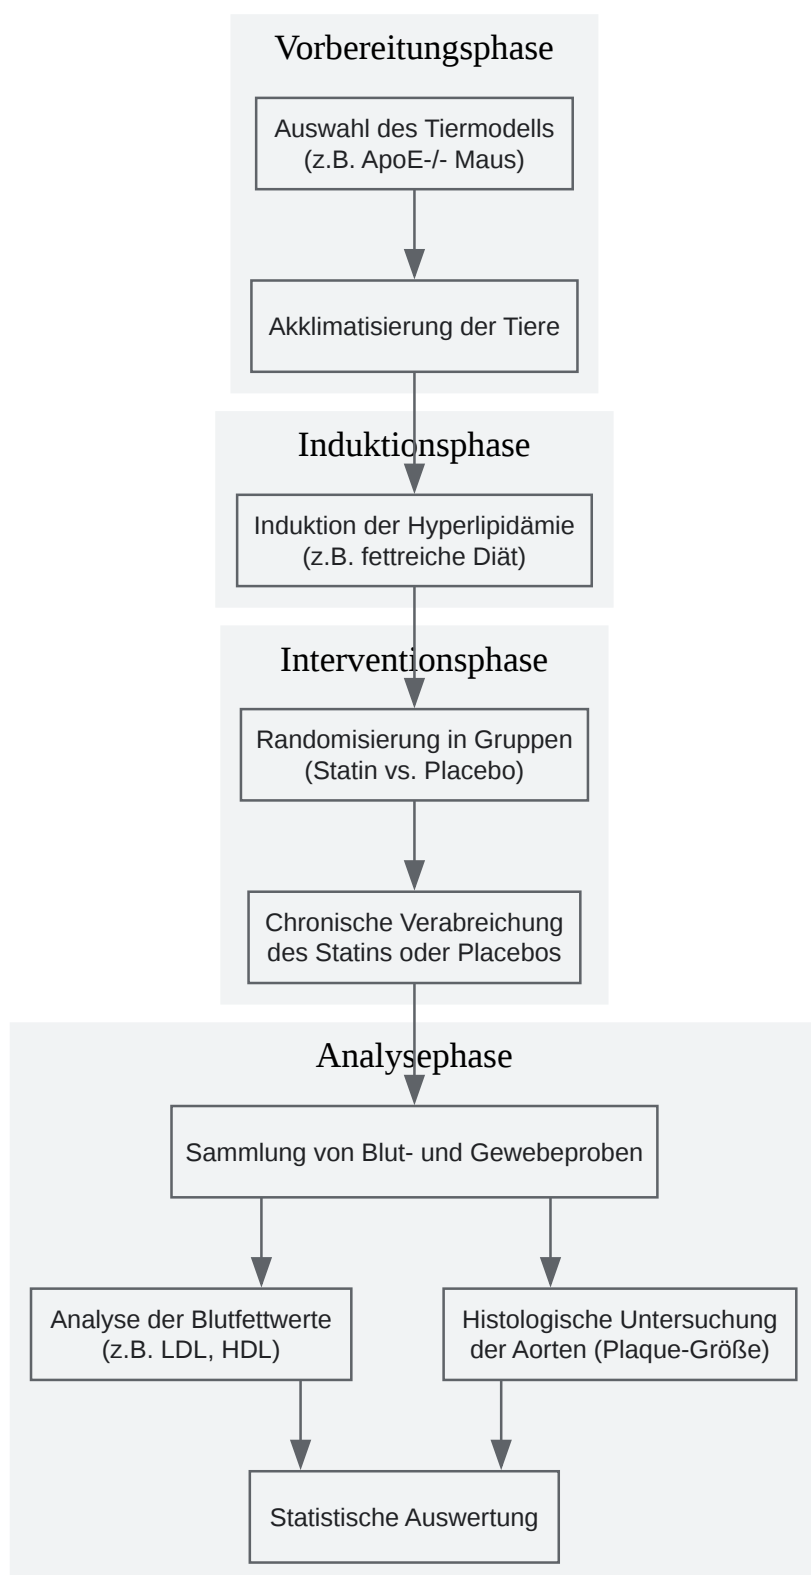 Vorbereitungsphase
Auswahl des Tiermodells
(z.B. ApoE-/- Maus)
Akklimatisierung der Tiere
Induktionsphase
Induktion der Hyperlipidämie
(z.B. fettreiche Diät)
Interventionsphase
Randomisierung in Gruppen
(Statin vs. Placebo)
Chronische Verabreichung
des Statins oder Placebos
Analysephase
Sammlung von Blut- und Gewebeproben
Analyse der Blutfettwerte
(z.B. LDL, HDL)
Histologische Untersuchung
der Aorten (Plaque-Größe)
Statistische Auswertung